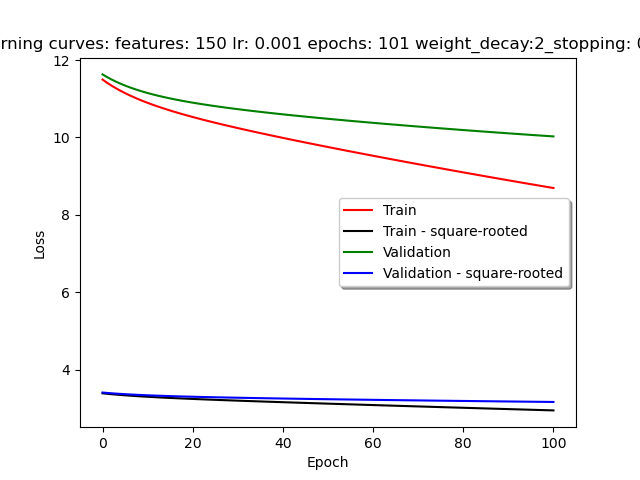 rning curves: features: 150 lr: 0.001 epochs: 101 weight_decay:2_stopping:
12
10
8
6
4
Loss
Train
Train - square-rooted
Validation
Validation - square-rooted
0 20 40 60 80 100
Epoch